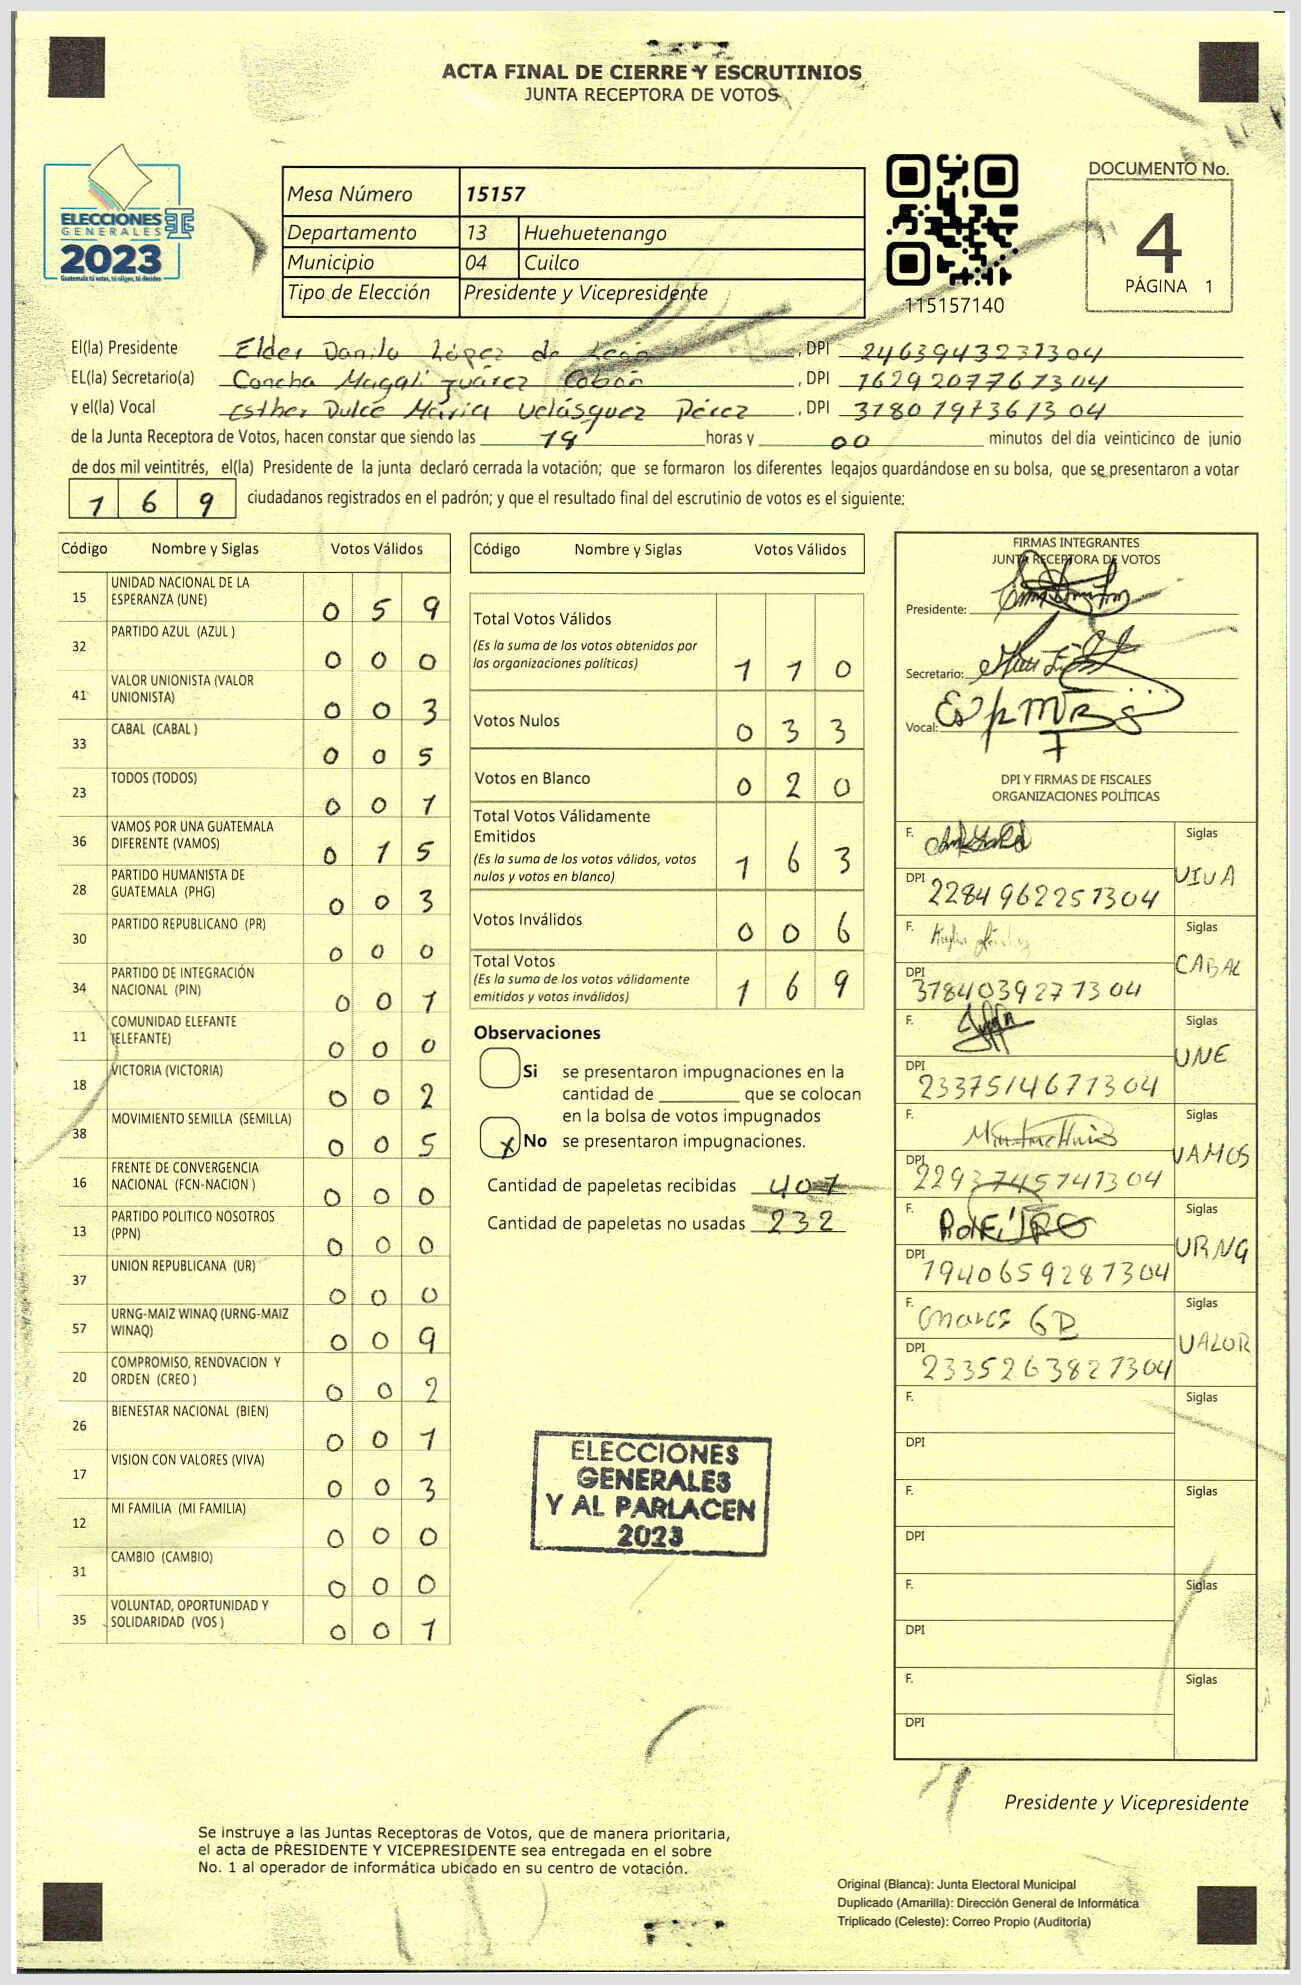 ACTA FINAL DE CIERRE Y ESCRUTINIOS
JUNTA RECEPTORA DE VOTOS
ELECCIONES
GENERALES
2023
Guatemala tú votas, tú eliges, tú decides
Mesa Número 15157
Departamento 13 Huehuetenango
Municipio 04 Cuilco
Tipo de Elección Presidente y Vicepresidente
115157140
DOCUMENTO No.
4
PÁGINA 1
El(la) Presidente Elder Danilo López de León, DPI 2463943231304
EL(la) Secretario(a) Concha Magali Juárez Cobón, DPI 1629207761304
y el(la) Vocal Esther Dulce María Velásquez Pérez, DPI 3180197361304
de la Junta Receptora de Votos, hacen constar que siendo las 18 horas y 00 minutos del día veinticinco de junio
de dos mil veintitrés, el(la) Presidente de la junta declaró cerrada la votación; que se formaron los diferentes legajos guardándose en su bolsa, que se presentaron a votar
169 ciudadanos registrados en el padrón; y que el resultado final del escrutinio de votos es el siguiente:
Código Nombre y Siglas Votos Válidos
15 UNIDAD NACIONAL DE LA ESPERANZA (UNE) 0 5 9
32 PARTIDO AZUL (AZUL ) 0 0 0
41 VALOR UNIONISTA (VALOR UNIONISTA) 0 0 3
33 CABAL (CABAL ) 0 0 5
23 TODOS (TODOS) 0 0 1
36 VAMOS POR UNA GUATEMALA DIFERENTE (VAMOS) 0 1 5
28 PARTIDO HUMANISTA DE GUATEMALA (PHG) 0 0 3
30 PARTIDO REPUBLICANO (PR) 0 0 0
34 PARTIDO DE INTEGRACIÓN NACIONAL (PIN) 0 0 1
11 COMUNIDAD ELEFANTE (ELEFANTE) 0 0 0
18 VICTORIA (VICTORIA) 0 0 2
38 MOVIMIENTO SEMILLA (SEMILLA) 0 0 5
16 FRENTE DE CONVERGENCIA NACIONAL (FCN-NACION ) 0 0 0
13 PARTIDO POLITICO NOSOTROS (PPN) 0 0 0
37 UNION REPUBLICANA (UR) 0 0 0
57 URNG-MAIZ WINAQ (URNG-MAIZ WINAQ) 0 0 9
20 COMPROMISO, RENOVACION Y ORDEN (CREO ) 0 0 2
26 BIENESTAR NACIONAL (BIEN) 0 0 1
17 VISION CON VALORES (VIVA) 0 0 3
12 MI FAMILIA (MI FAMILIA) 0 0 0
31 CAMBIO (CAMBIO) 0 0 0
35 VOLUNTAD, OPORTUNIDAD Y SOLIDARIDAD (VOS ) 0 0 1
Código Nombre y Siglas Votos Válidos
Total Votos Válidos 1 1 0
(Es la suma de los votos obtenidos por
las organizaciones políticas)
Votos Nulos 0 3 3
Votos en Blanco 0 2 0
Total Votos Válidamente
Emitidos 1 6 3
(Es la suma de los votos válidos, votos
nulos y votos en blanco)
Votos Inválidos 0 0 6
Total Votos 1 6 9
(Es la suma de los votos válidamente
emitidos y votos inválidos)
Observaciones
Si se presentaron impugnaciones en la
cantidad de ________ que se colocan
en la bolsa de votos impugnados
x No se presentaron impugnaciones.
Cantidad de papeletas recibidas 401
Cantidad de papeletas no usadas 232
ELECCIONES
GENERALES
Y AL PARLACEN
2023
FIRMAS INTEGRANTES
JUNTA RECEPTORA DE VOTOS
Presidente:
Secretario:
Vocal:
DPI Y FIRMAS DE FISCALES
ORGANIZACIONES POLÍTICAS
F. Siglas VIVA
DPI 2284962251304
F. Siglas CABAL
DPI 3784039271304
F. Siglas UNE
DPI 2337514671304
F. Siglas VAMOS
DPI 2293745741304
F. Siglas URNG
DPI 1940659281304
F. Siglas VALOR
DPI 2335263821304
F. Siglas
DPI
F. Siglas
DPI
F. Siglas
DPI
F. Siglas
DPI
Presidente y Vicepresidente
Se instruye a las Juntas Receptoras de Votos, que de manera prioritaria,
el acta de PRESIDENTE Y VICEPRESIDENTE sea entregada en el sobre
No. 1 al operador de informática ubicado en su centro de votación.
Original (Blanca): Junta Electoral Municipal
Duplicado (Amarilla): Dirección General de Informática
Triplicado (Celeste): Correo Propio (Auditoría)